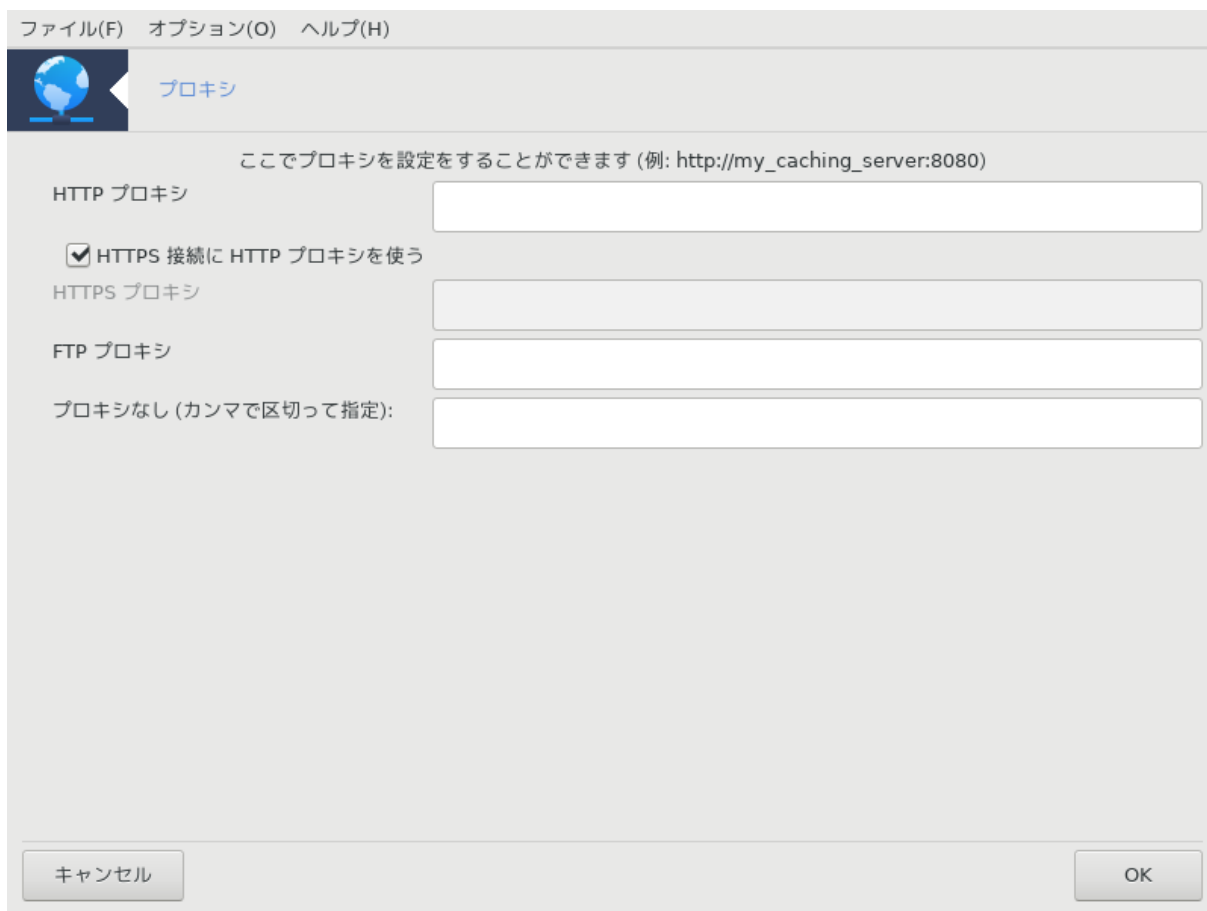 ファイル(F) オプション(O) ヘルプ(H)
プロキシ
ここでプロキシを設定をすることができます (例: http://my_caching_server:8080)
HTTP プロキシ
HTTPS 接続に HTTP プロキシを使う
HTTPS プロキシ
FTP プロキシ
プロキシなし (カンマで区切って指定):
キャンセル OK